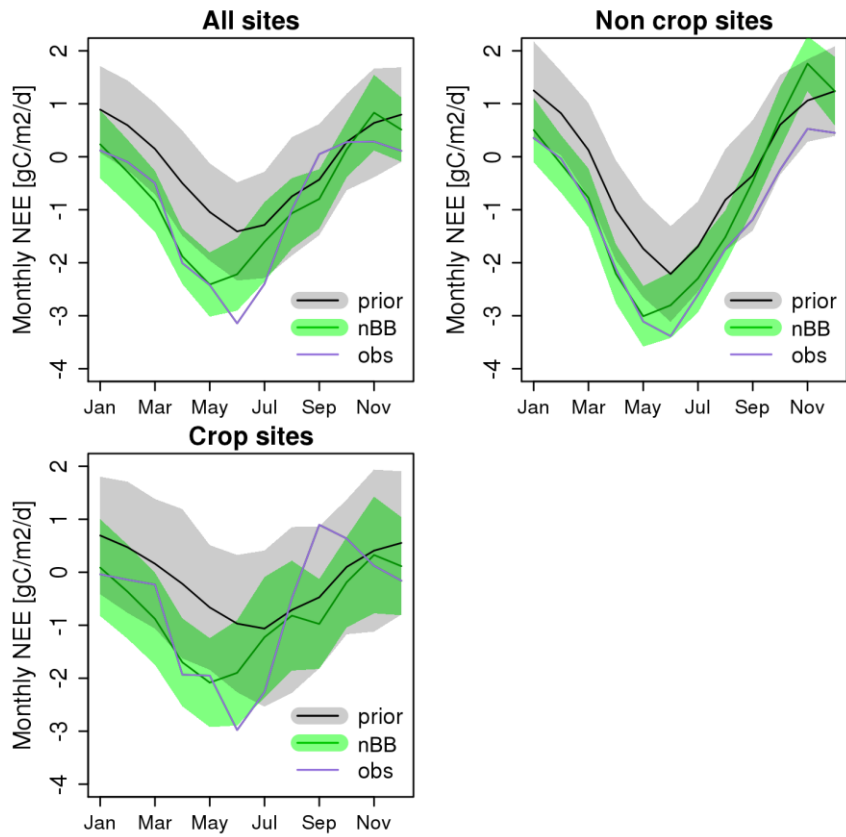 All sites
Monthly NEE [gC/m2/d]
2
1
0
-1
-2
-3
-4
prior
nBB
obs
Jan Mar May Jul Sep Nov
Non crop sites
Monthly NEE [gC/m2/d]
2
1
0
-1
-2
-3
-4
prior
nBB
obs
Jan Mar May Jul Sep Nov
Crop sites
Monthly NEE [gC/m2/d]
2
1
0
-1
-2
-3
-4
prior
nBB
obs
Jan Mar May Jul Sep Nov